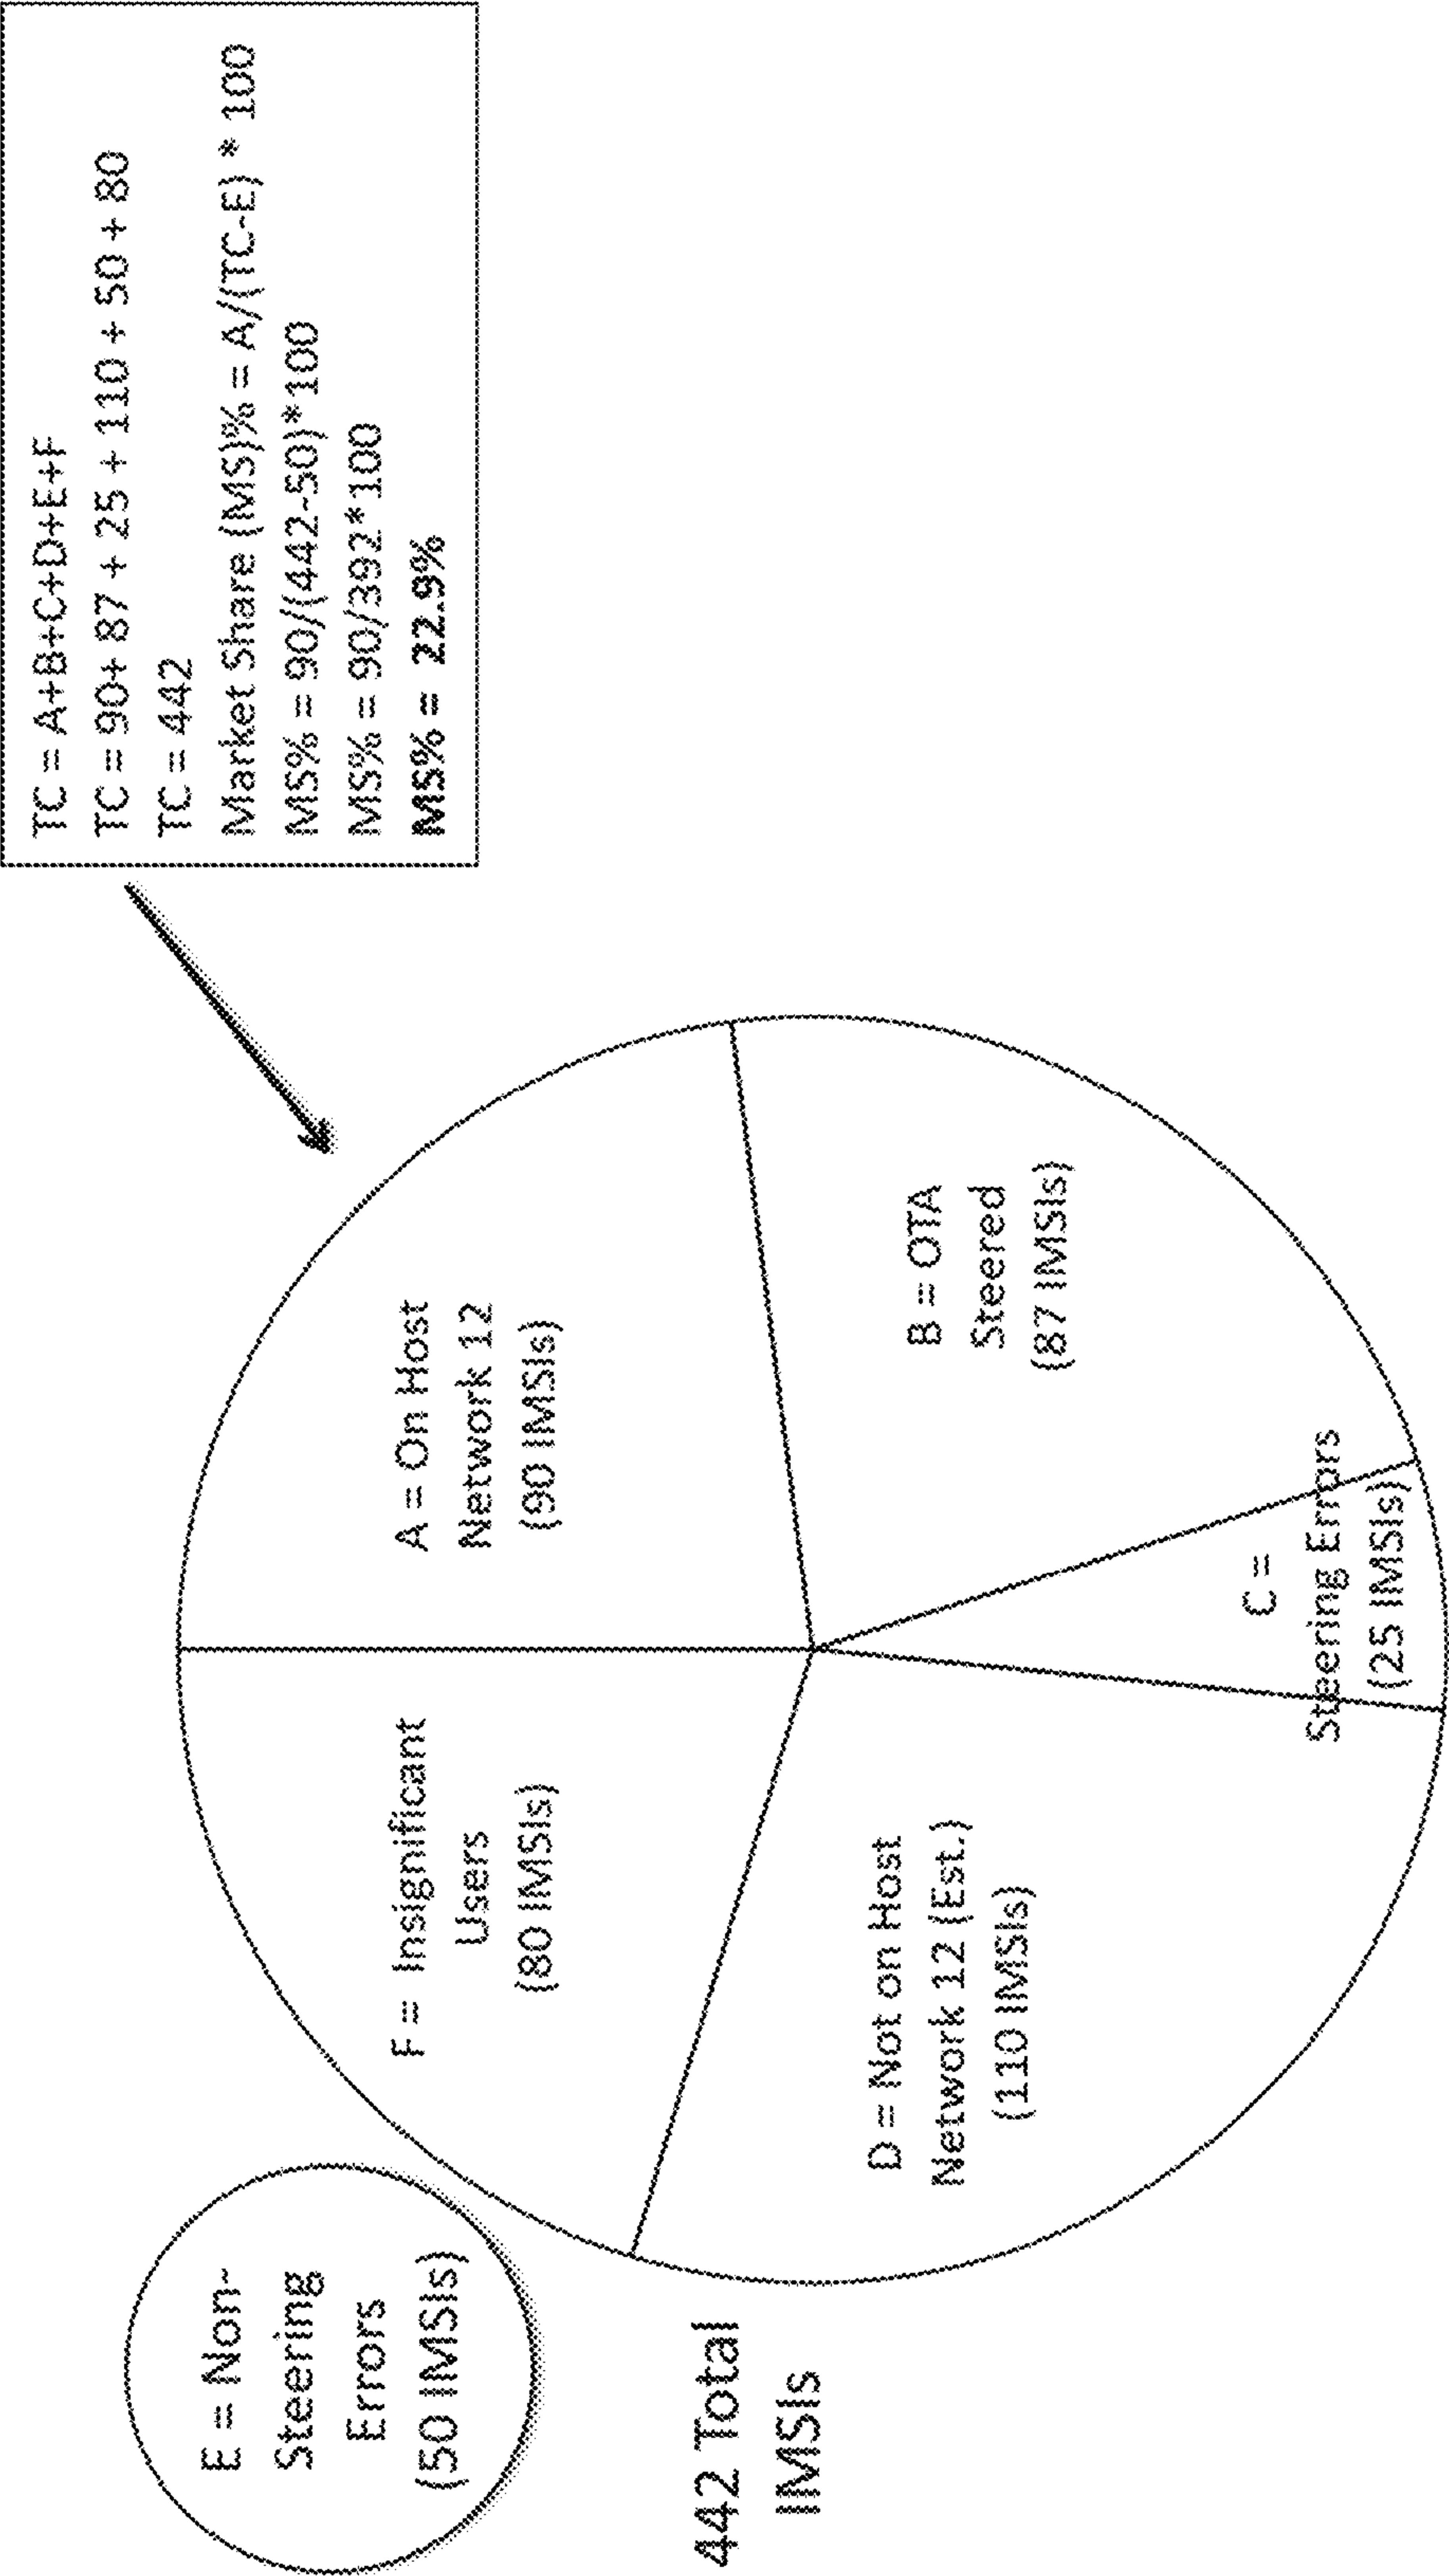 TC = A+B+C+D+E+F
TC = 90+ 87 + 25 + 110 + 50 + 80
TC = 442
Market Share (MS)% = A/(TC-E) * 100
MS% = 90/(442-50)*100
MS% = 90/392*100
MS% = 22.9%
E = Non-
Steering
Errors
(50 IMSIs)
F = Insignificant
Users
(80 IMSIs)
A = On Host
Network 12
(90 IMSIs)
B = OTA
Steered
(87 IMSIs)
C =
Steering Errors
(25 IMSIs)
D = Not on Host
Network 12 (Est.)
(110 IMSIs)
442 Total
IMSIs